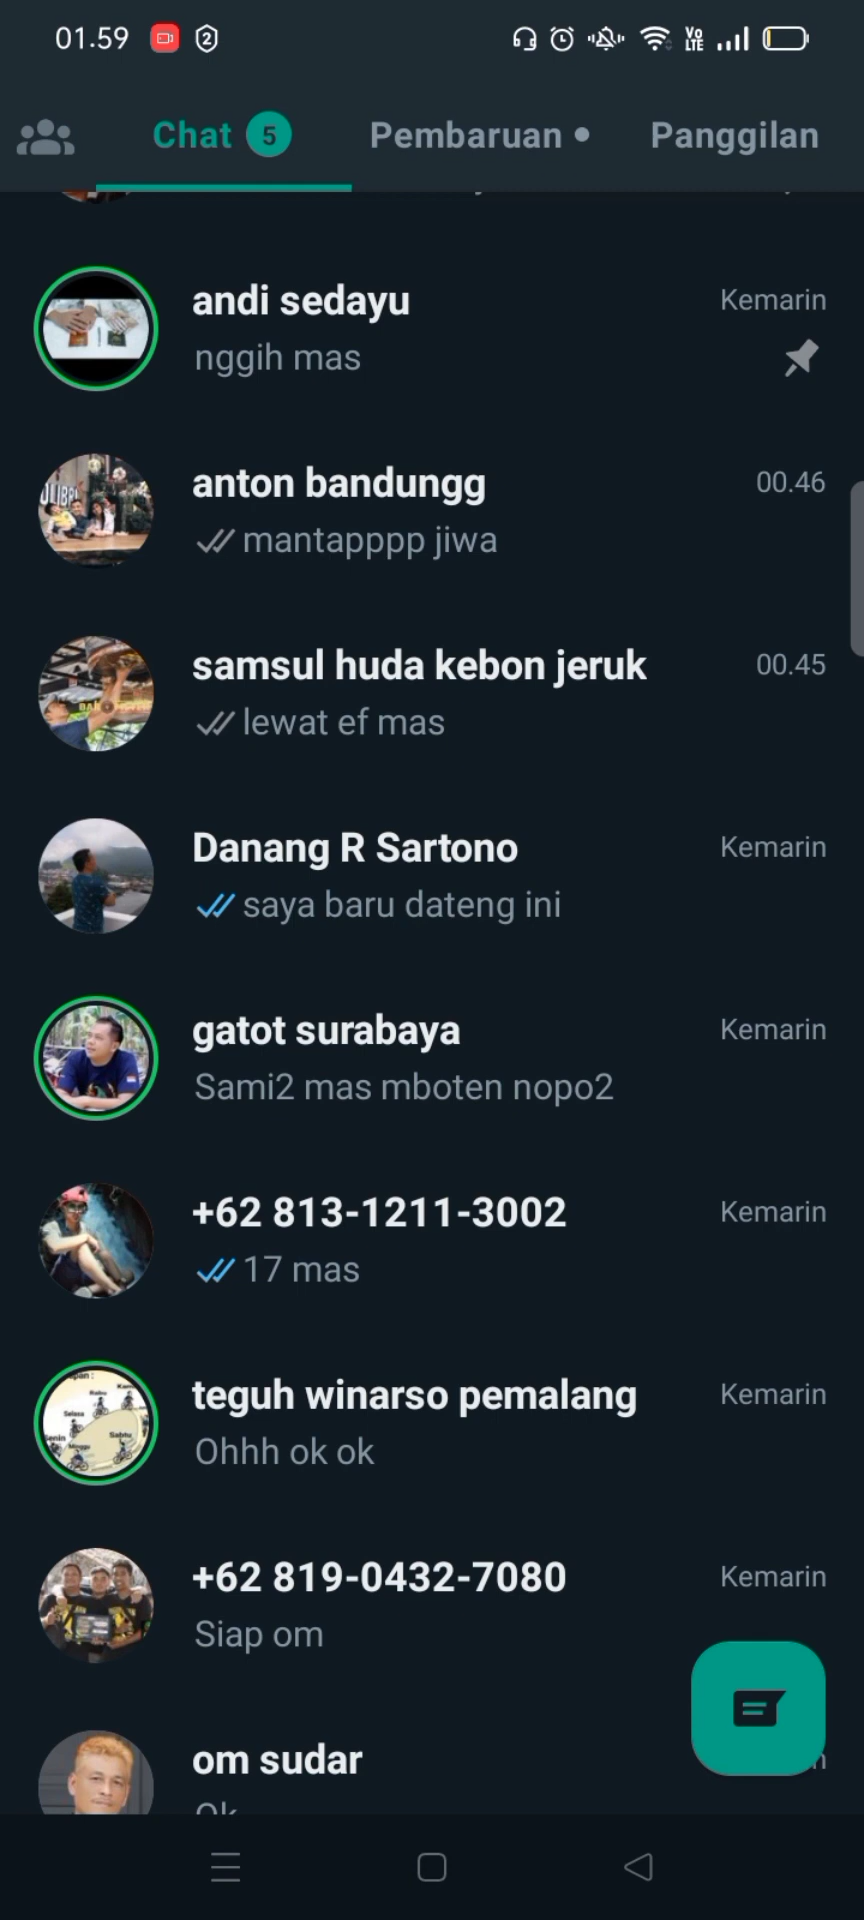 01.59
2
Chat 5 Pembaruan Panggilan
andi sedayu Kemarin
nggih mas
anton bandungg 00.46
mantapppp jiwa
samsul huda kebon jeruk 00.45
lewat ef mas
Danang R Sartono Kemarin
saya baru dateng ini
gatot surabaya Kemarin
Sami2 mas mboten nopo2
+62 813-1211-3002 Kemarin
17 mas
teguh winarso pemalang Kemarin
Ohhh ok ok
+62 819-0432-7080 Kemarin
Siap om
om sudar
Ok